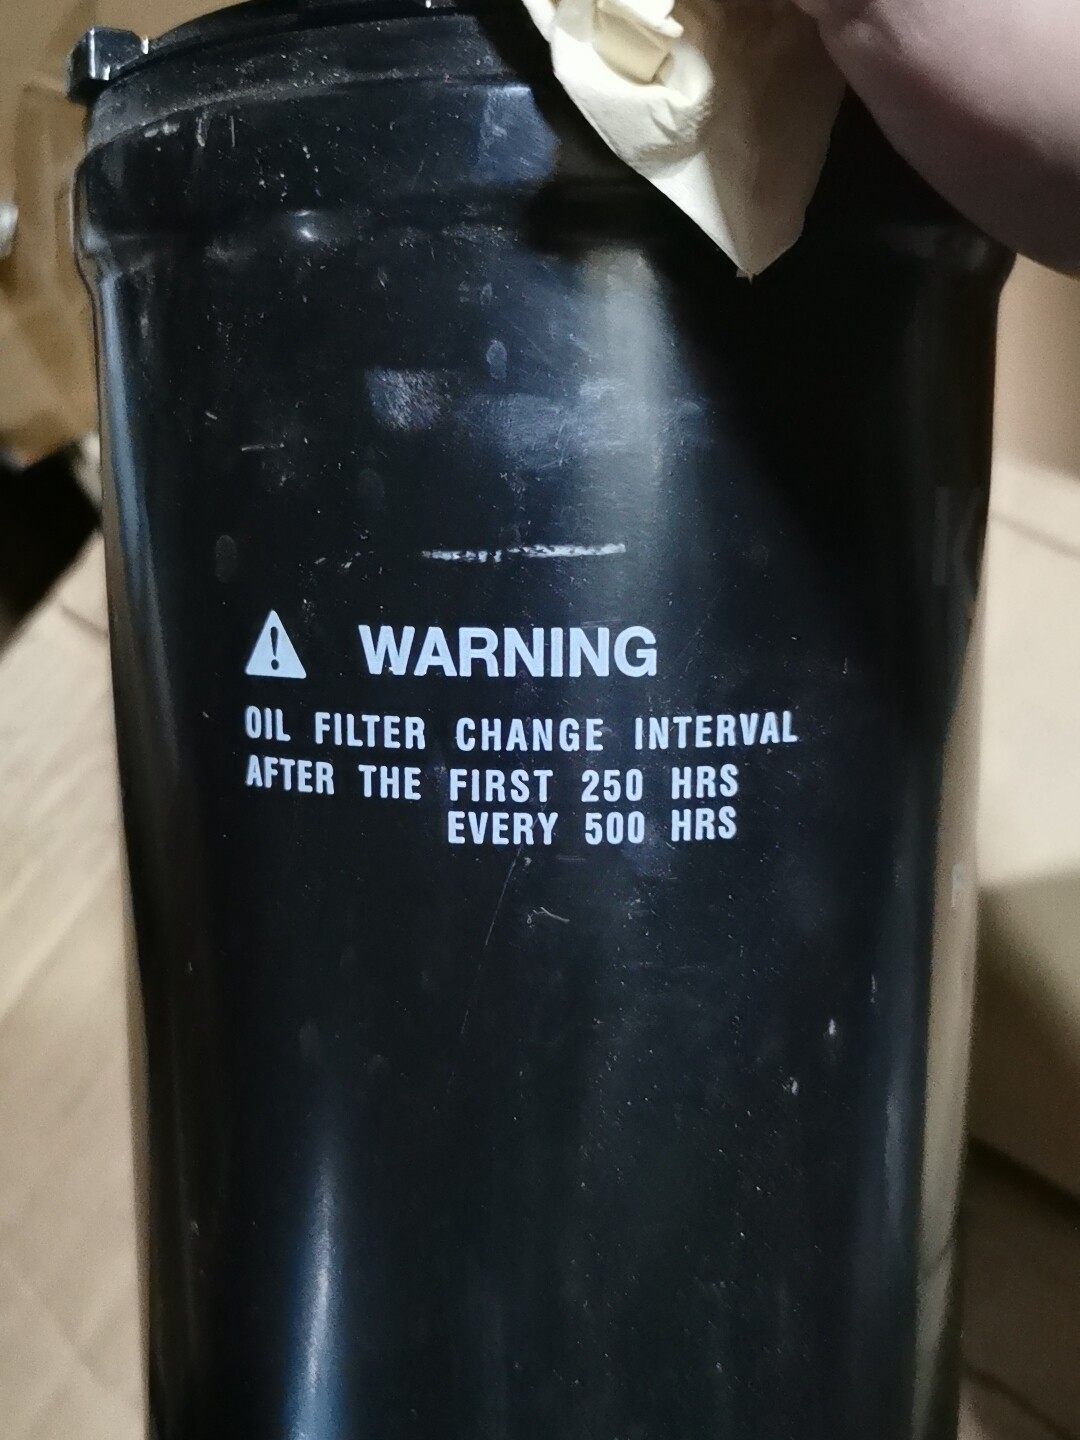 WARNING
OIL FILTER CHANGE INTERVAL
AFTER THE FIRST 250 HRS
EVERY 500 HRS